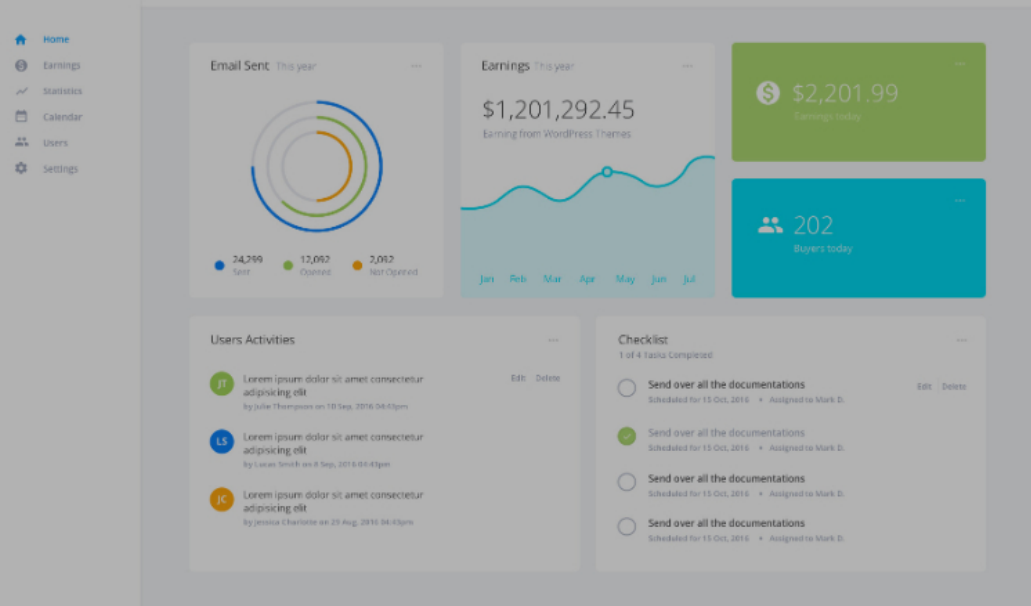 Home
Earnings
Statistics
Calendar
Users
Settings
Email Sent This year ...
24,299 12,092 2,092
Sent Opened Not Opened
Earnings This year ...
$1,201,292.45
Earning from WordPress Themes
Jan Feb Mar Apr May Jun Jul
...
$2,201.99
Earnings today
...
202
Buyers today
Users Activities ...
JT
Lorem ipsum dolor sit amet consectetur Edit Delete
adipisicing elit
by Julie Thompson on 10 Sep, 2016 04:43pm
LS
Lorem ipsum dolor sit amet consectetur
adipisicing elit
by Lucas Smith on 8 Sep, 2016 04:43pm
JC
Lorem ipsum dolor sit amet consectetur
adipisicing elit
by Jessica Charlotte on 29 Aug, 2016 04:43pm
Checklist ...
1 of 4 Tasks Completed
Send over all the documentations Edit Delete
Scheduled for 15 Oct, 2016 • Assigned to Mark D.
Send over all the documentations
Scheduled for 15 Oct, 2016 • Assigned to Mark D.
Send over all the documentations
Scheduled for 15 Oct, 2016 • Assigned to Mark D.
Send over all the documentations
Scheduled for 15 Oct, 2016 • Assigned to Mark D.